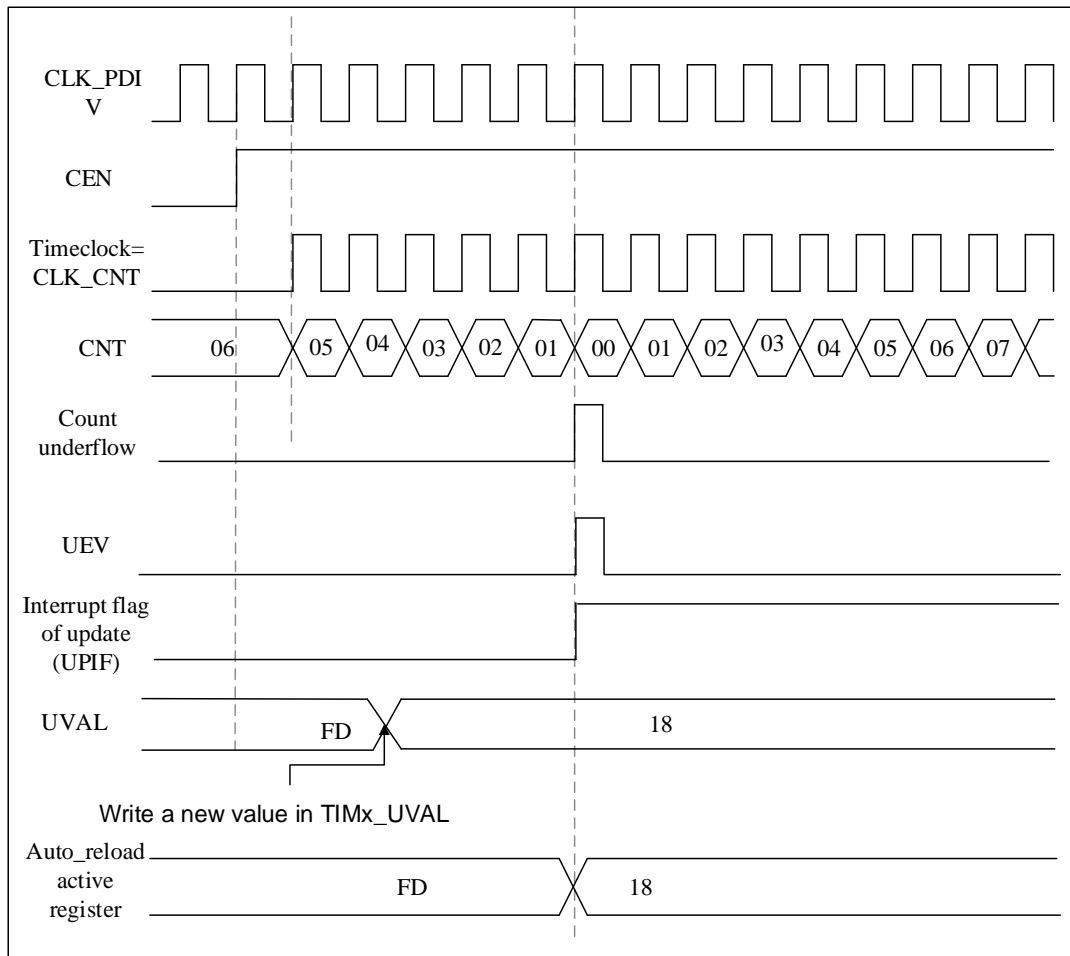 CLK_PDI
V
CEN
Timeclock=
CLK_CNT
CNT 06 05 04 03 02 01 00 01 02 03 04 05 06 07
Count
underflow
UEV
Interrupt flag
of update
(UPIF)
UVAL FD 18
Write a new value in TIMx_UVAL
Auto_reload
active FD 18
register